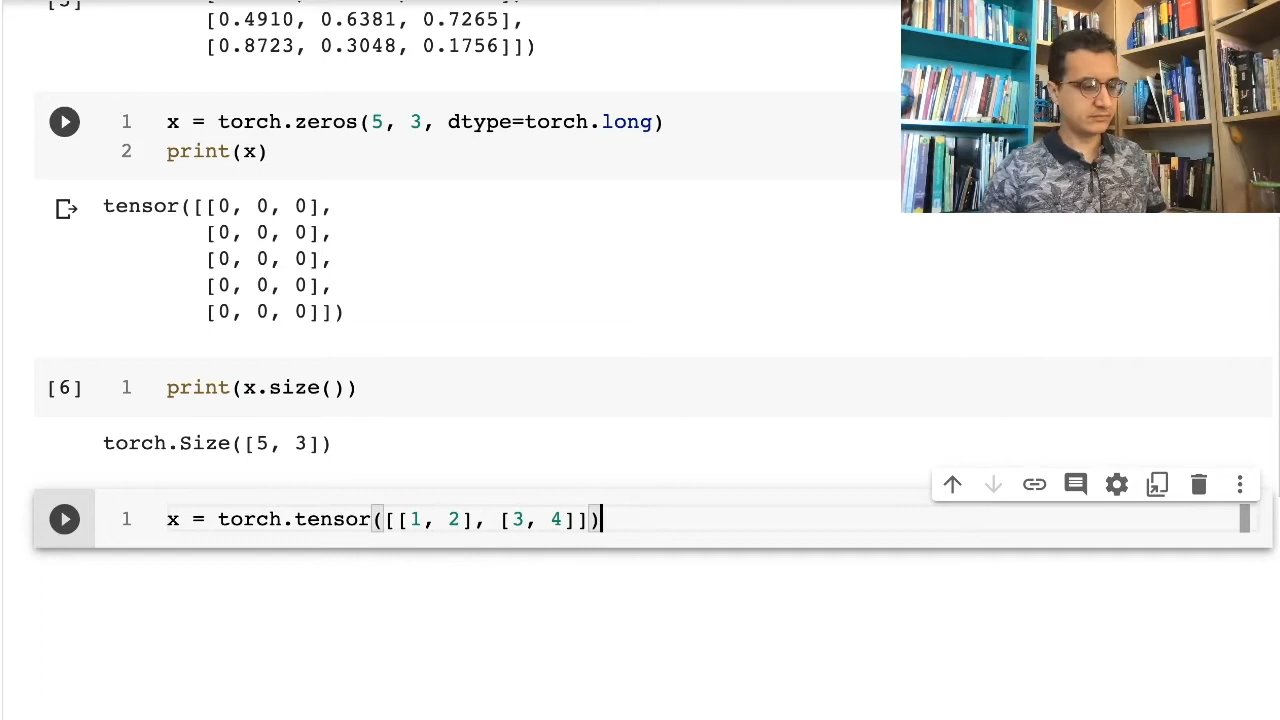 [0.4910, 0.6381, 0.7265],
[0.8723, 0.3048, 0.1756]])
1 x = torch.zeros(5, 3, dtype=torch.long)
2 print(x)
tensor([[0, 0, 0],
[0, 0, 0],
[0, 0, 0],
[0, 0, 0],
[0, 0, 0]])
[6] 1 print(x.size())
torch.Size([5, 3])
1 x = torch.tensor([[1, 2], [3, 4]])